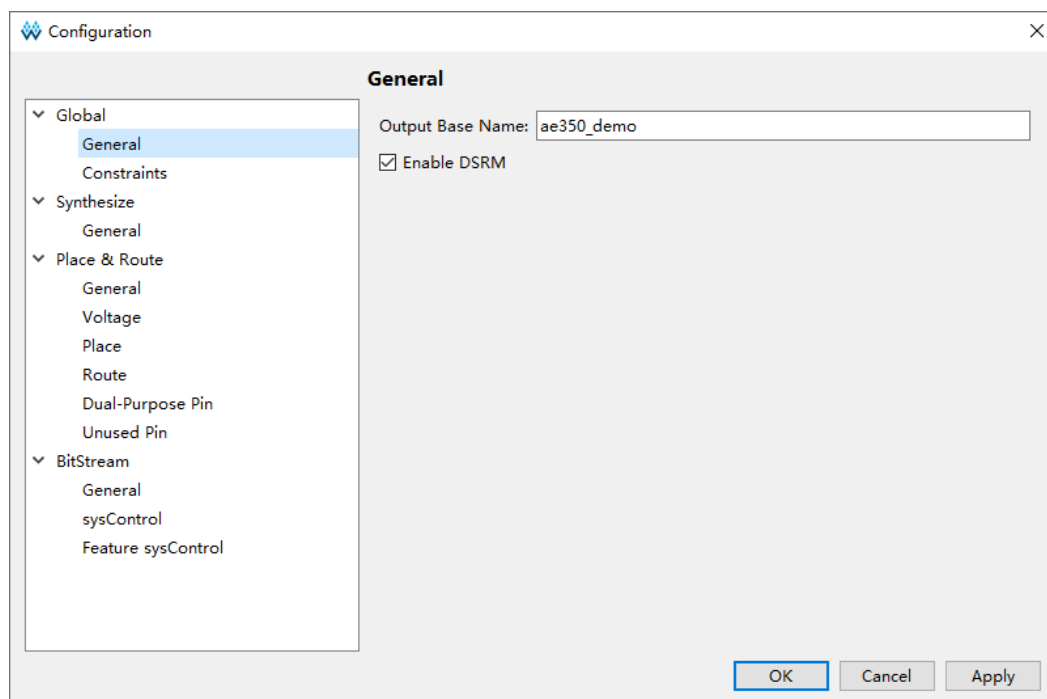 Configuration
General
Global
General
Constraints
Synthesize
General
Place & Route
General
Voltage
Place
Route
Dual-Purpose Pin
Unused Pin
BitStream
General
sysControl
Feature sysControl
Output Base Name: ae350_demo
Enable DSRM
OK Cancel Apply